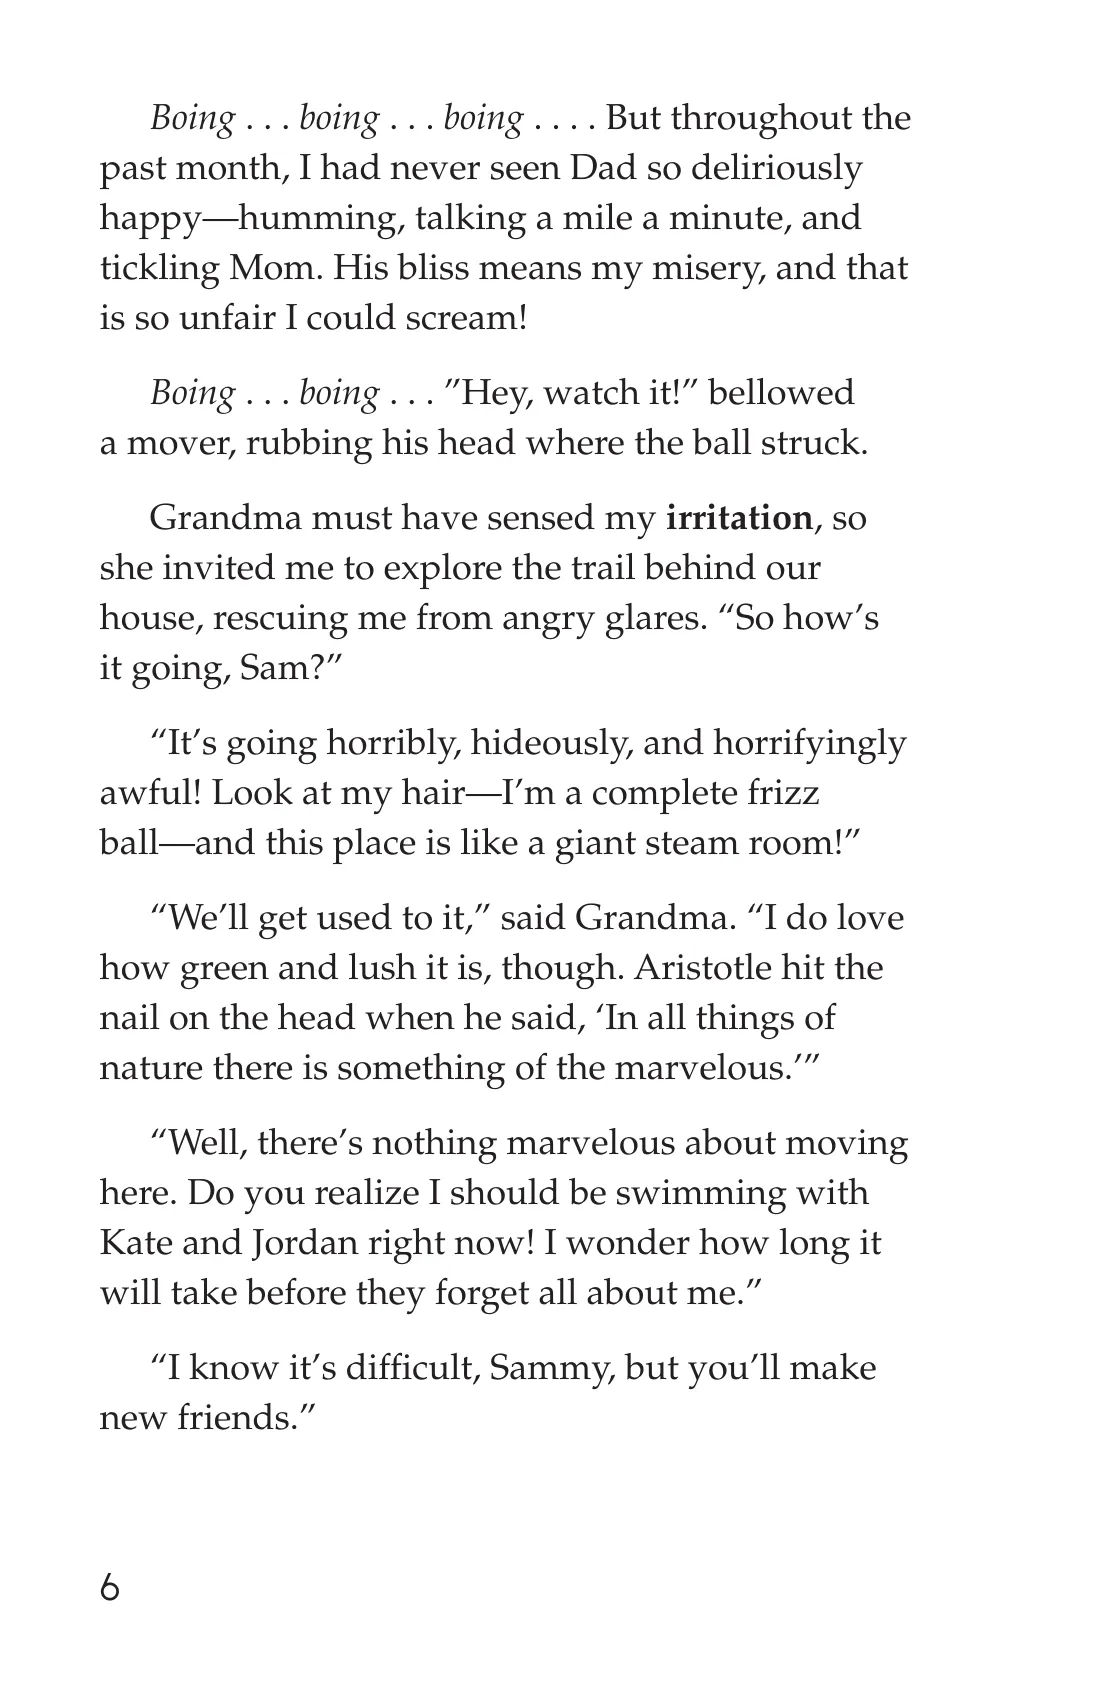 Boing . . . boing . . . boing . . . . But throughout the
past month, I had never seen Dad so deliriously
happy—humming, talking a mile a minute, and
tickling Mom. His bliss means my misery, and that
is so unfair I could scream!
Boing . . . boing . . . ”Hey, watch it!” bellowed
a mover, rubbing his head where the ball struck.
Grandma must have sensed my irritation, so
she invited me to explore the trail behind our
house, rescuing me from angry glares. “So how’s
it going, Sam?”
“It’s going horribly, hideously, and horrifyingly
awful! Look at my hair—I’m a complete frizz
ball—and this place is like a giant steam room!”
“We’ll get used to it,” said Grandma. “I do love
how green and lush it is, though. Aristotle hit the
nail on the head when he said, ‘In all things of
nature there is something of the marvelous.’”
“Well, there’s nothing marvelous about moving
here. Do you realize I should be swimming with
Kate and Jordan right now! I wonder how long it
will take before they forget all about me.”
“I know it’s difficult, Sammy, but you’ll make
new friends.”
6